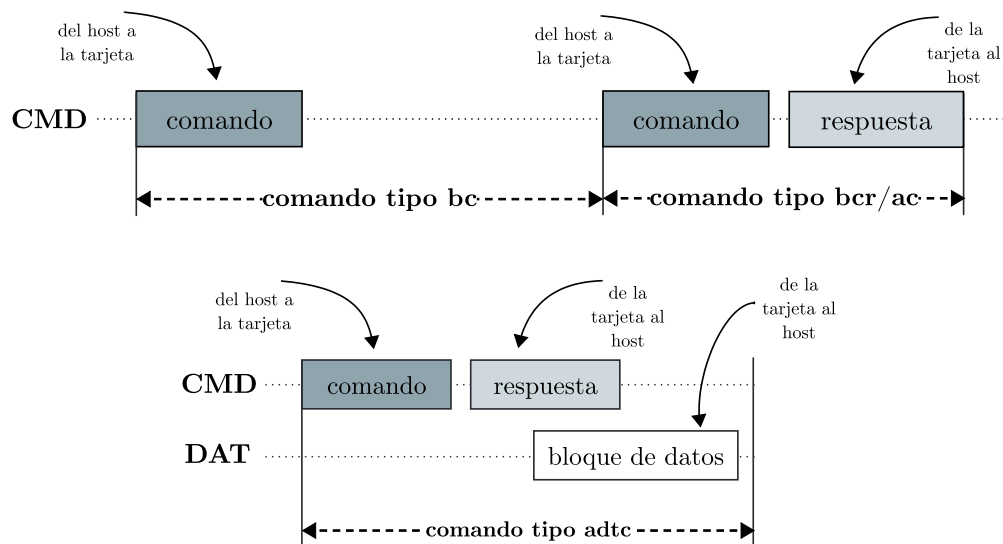 del host a
la tarjeta
del host a
la tarjeta
de la
tarjeta al
host
CMD
comando
comando
respuesta
comando tipo bc
comando tipo bcr/ac
del host a
la tarjeta
de la
tarjeta al
host
de la
tarjeta al
host
CMD
comando
respuesta
DAT
bloque de datos
comando tipo adtc